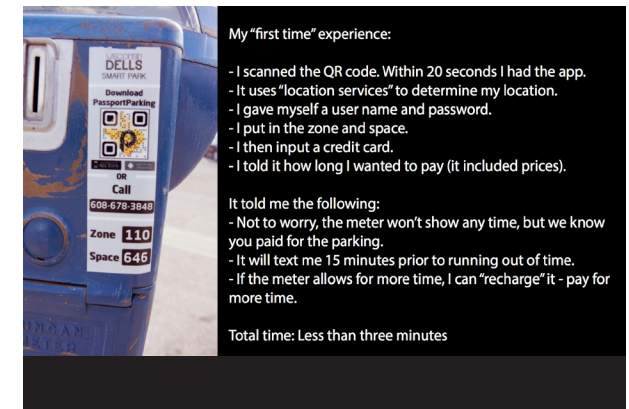 WISCONSIN
DELLS
SMART PARK
Download
PassportParking
OR
Call
608-678-3848
Zone 110
Space 646
DUNCAN
METER
My “first time” experience:
- I scanned the QR code. Within 20 seconds I had the app.
- It uses “location services” to determine my location.
- I gave myself a user name and password.
- I put in the zone and space.
- I then input a credit card.
- I told it how long I wanted to pay (it included prices).
It told me the following:
- Not to worry, the meter won’t show any time, but we know
you paid for the parking.
- It will text me 15 minutes prior to running out of time.
- If the meter allows for more time, I can “recharge” it - pay for
more time.
Total time: Less than three minutes